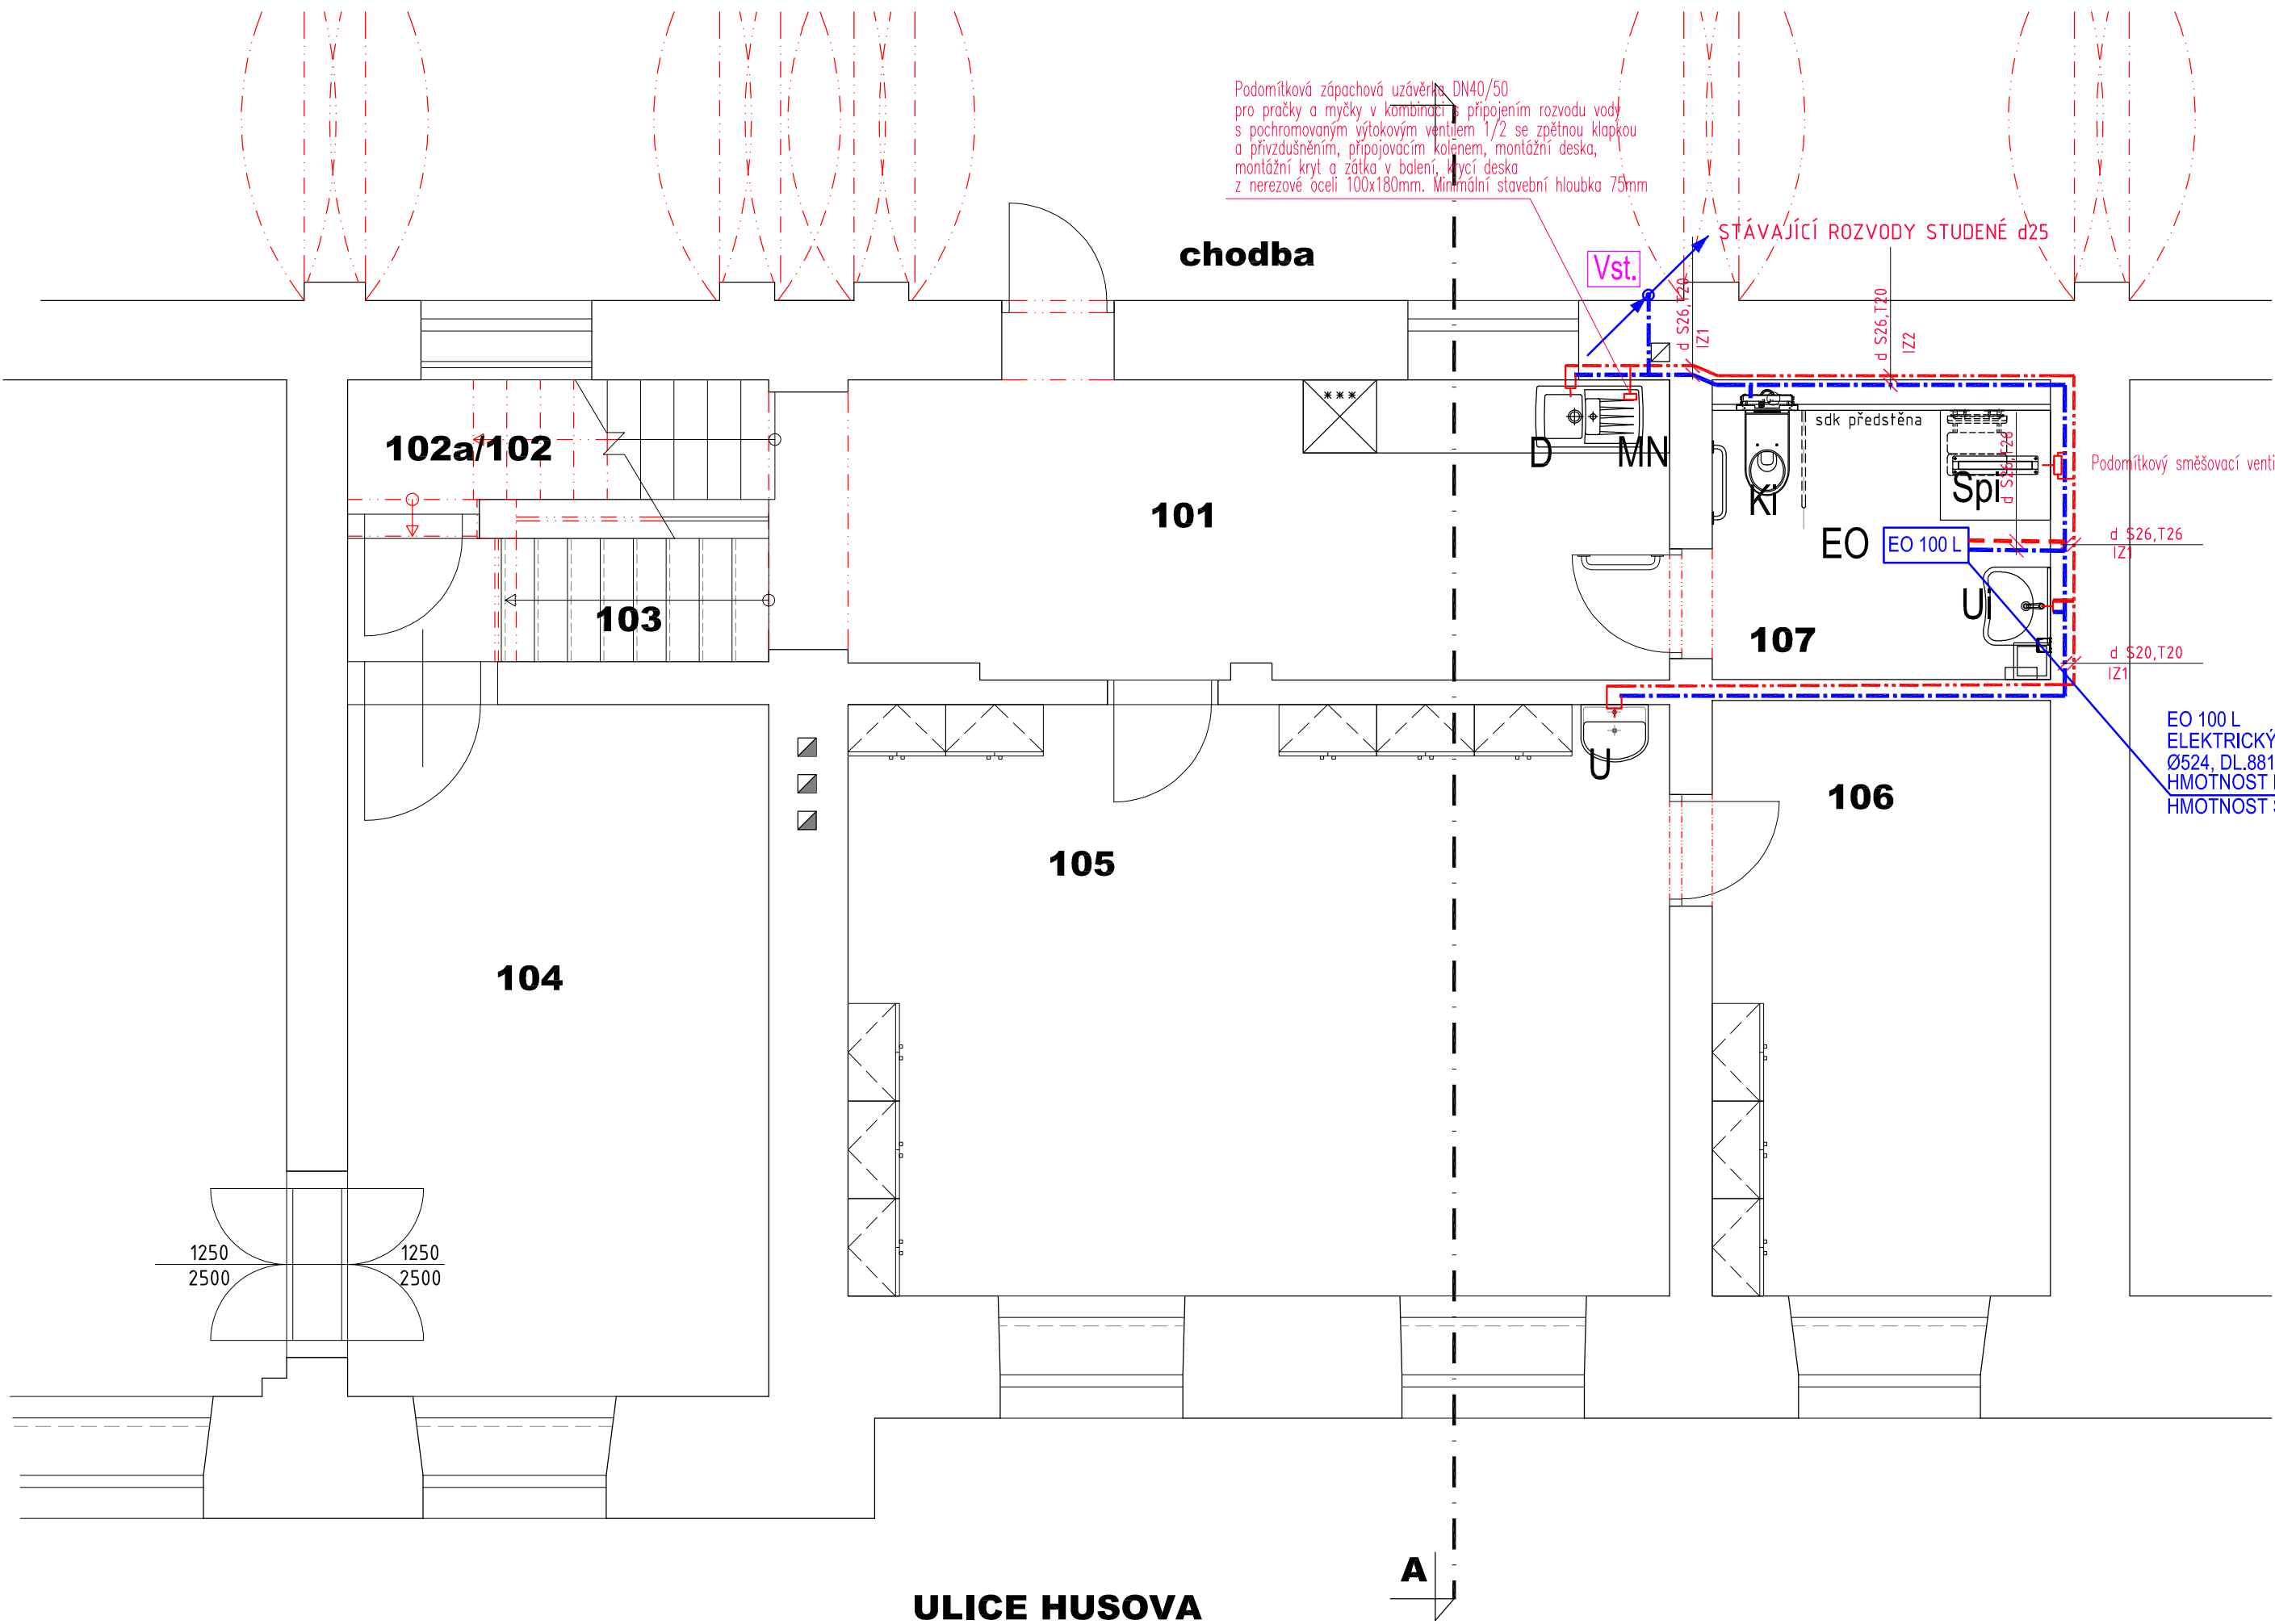 Podomítková zápachová uzávěrka DN40/50
pro pračky a myčky v kombinaci s připojením rozvodu vody
s pochromovaným výtokovým ventilem 1/2 se zpětnou klapkou
a přivzdušněním, připojovacím kolenem, montážní deska,
montážní kryt a zátka v balení, krycí deska
z nerezové oceli 100x180mm. Minimální stavební hloubka 75mm
STÁVAJÍCÍ ROZVODY STUDENÉ d25
chodba
Vst.
d S26,T20
IZ1
d S26,T20
IZ2
102a/102
D
MN
sdk předstěna
Ki
Spi
d S26,T26
Podomítkový směšovací venti
101
EO
EO 100 L
d S26,T26
IZ1
103
Ui
107
d S20,T20
IZ1
EO 100 L
ELEKTRICKÝ
Ø524, DL.881
HMOTNOST
HMOTNOST
U
106
105
104
1250
2500
1250
2500
A
ULICE HUSOVA